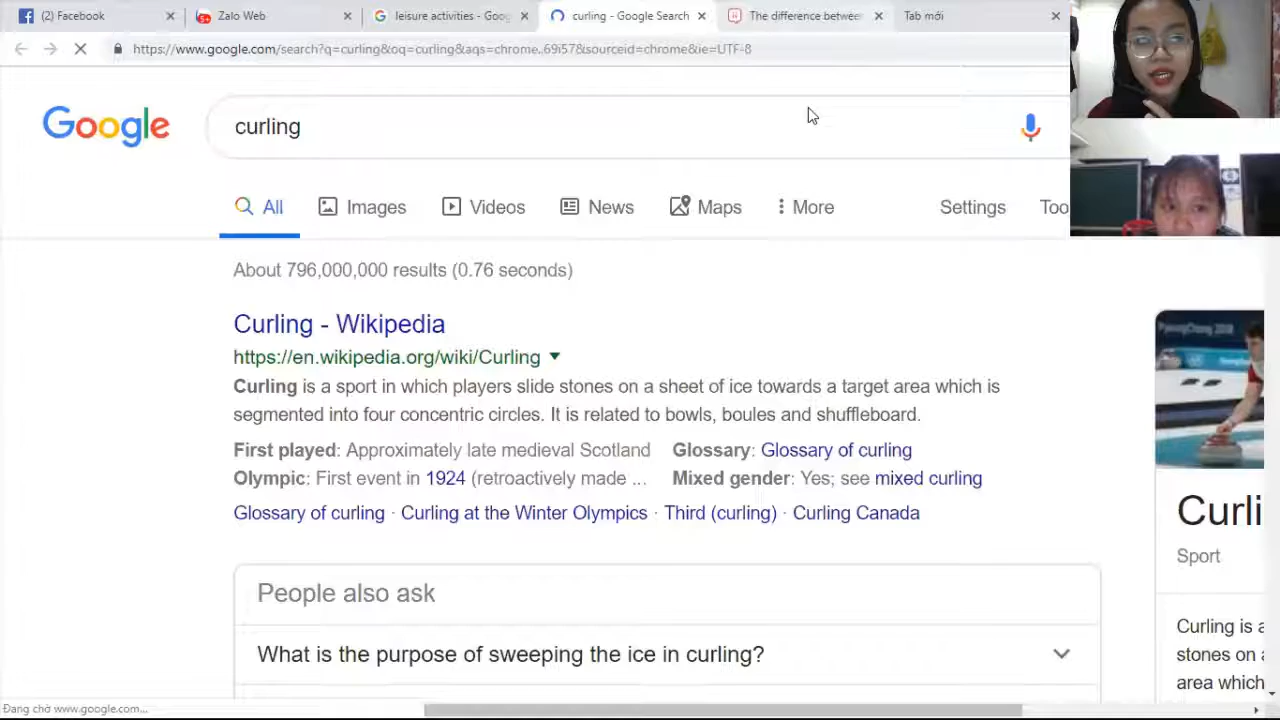 (2) Facebook
Zalo Web
leisure activities - Goo
curling - Google Search
The difference betwee
Tab mới
https://www.google.com/search?q=curling&oq=curling&aqs=chrome..69i57&sourceid=chrome&ie=UTF-8
Google
curling
All
Images
Videos
News
Maps
More
Settings
Too
About 796,000,000 results (0.76 seconds)
Curling - Wikipedia
https://en.wikipedia.org/wiki/Curling
Curling is a sport in which players slide stones on a sheet of ice towards a target area which is
segmented into four concentric circles. It is related to bowls, boules and shuffleboard.
First played: Approximately late medieval Scotland
Glossary: Glossary of curling
Olympic: First event in 1924 (retroactively made ...
Mixed gender: Yes; see mixed curling
Glossary of curling · Curling at the Winter Olympics · Third (curling) · Curling Canada
People also ask
What is the purpose of sweeping the ice in curling?
Curli
Sport
Curling is a
stones on a
area which
Đang chờ www.google.com...